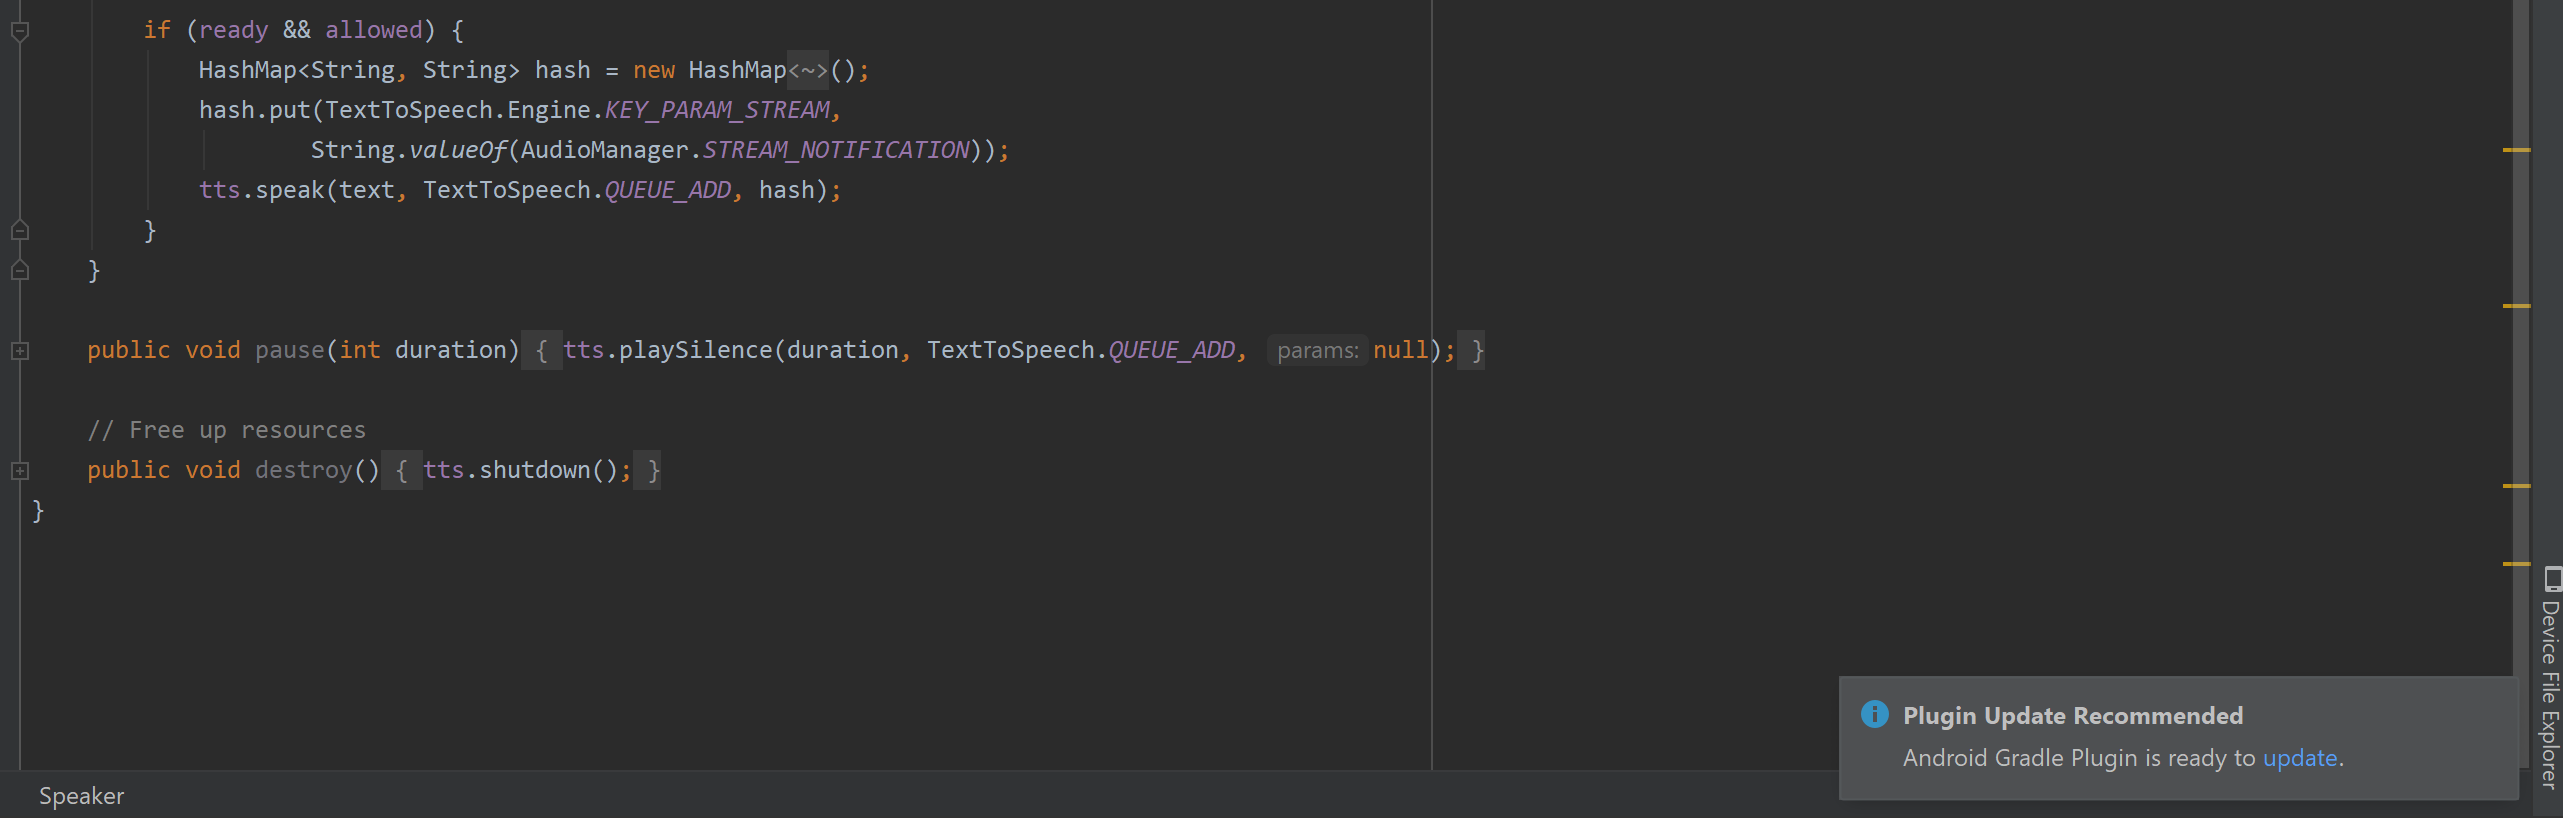 if (ready && allowed) {
HashMap<String, String> hash = new HashMap<~>();
hash.put(TextToSpeech.Engine.KEY_PARAM_STREAM,
String.valueOf(AudioManager.STREAM_NOTIFICATION));
tts.speak(text, TextToSpeech.QUEUE_ADD, hash);
}
}
public void pause(int duration) { tts.playSilence(duration, TextToSpeech.QUEUE_ADD, params: null); }
// Free up resources
public void destroy() { tts.shutdown(); }
}
Device File Explorer
Plugin Update Recommended
Android Gradle Plugin is ready to update.
Speaker